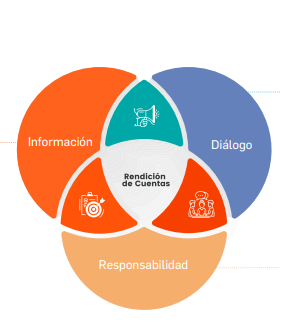 Información
Diálogo
Rendición
de Cuentas
Responsabilidad